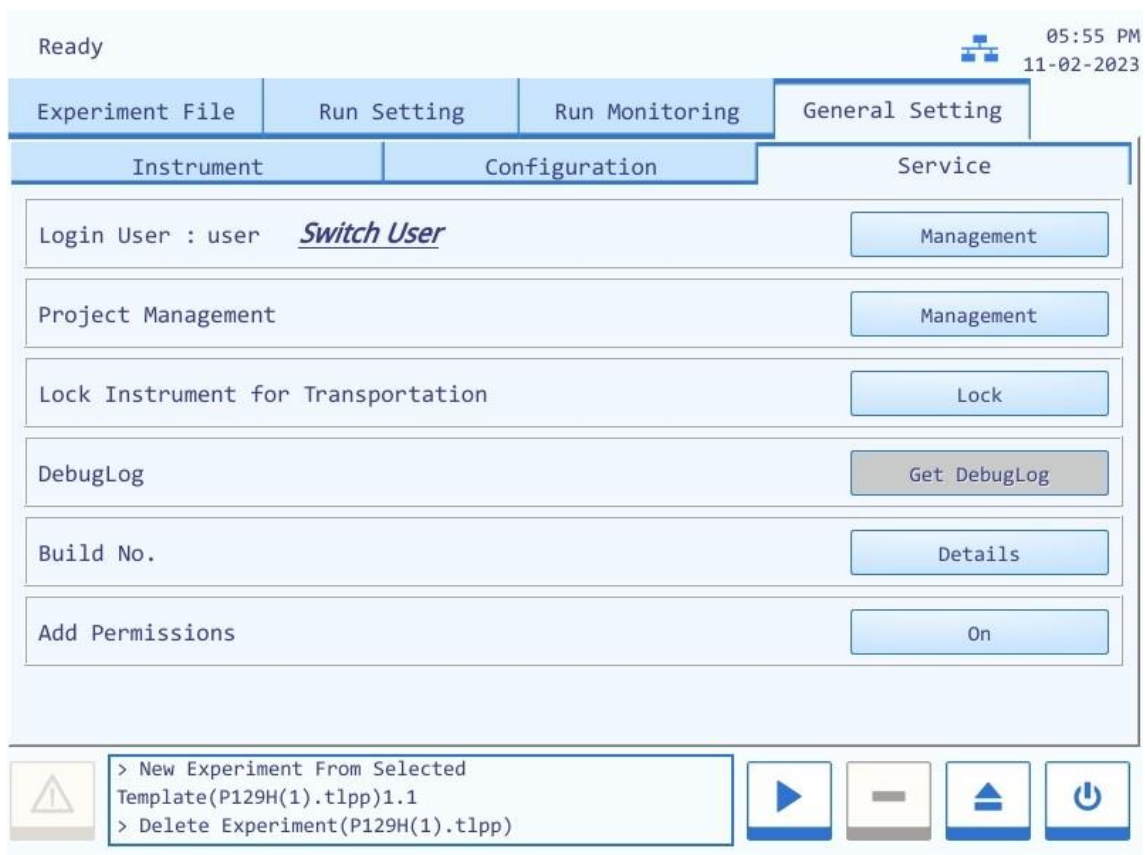 Ready
05:55 PM
11-02-2023
Experiment File
Run Setting
Run Monitoring
General Setting
Instrument
Configuration
Service
Login User : user Switch User Management
Project Management Management
Lock Instrument for Transportation Lock
DebugLog Get DebugLog
Build No. Details
Add Permissions On
> New Experiment From Selected
Template(P129H(1).tlpp)1.1
> Delete Experiment(P129H(1).tlpp)